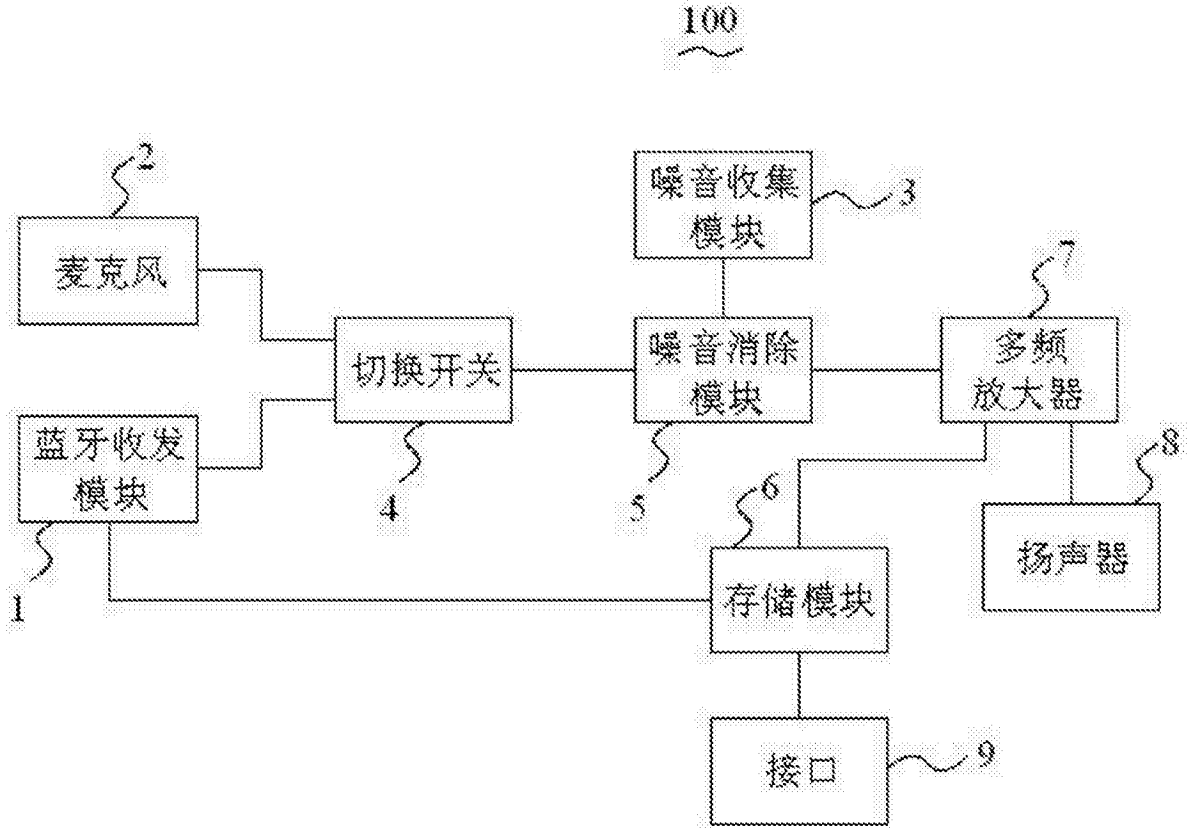 100
2
麦克风
噪音收集
模块
3
7
切换开关
噪音消除
模块
多频
放大器
蓝牙收发
模块
4
5
6
8
1
存储模块
扬声器
接口
9